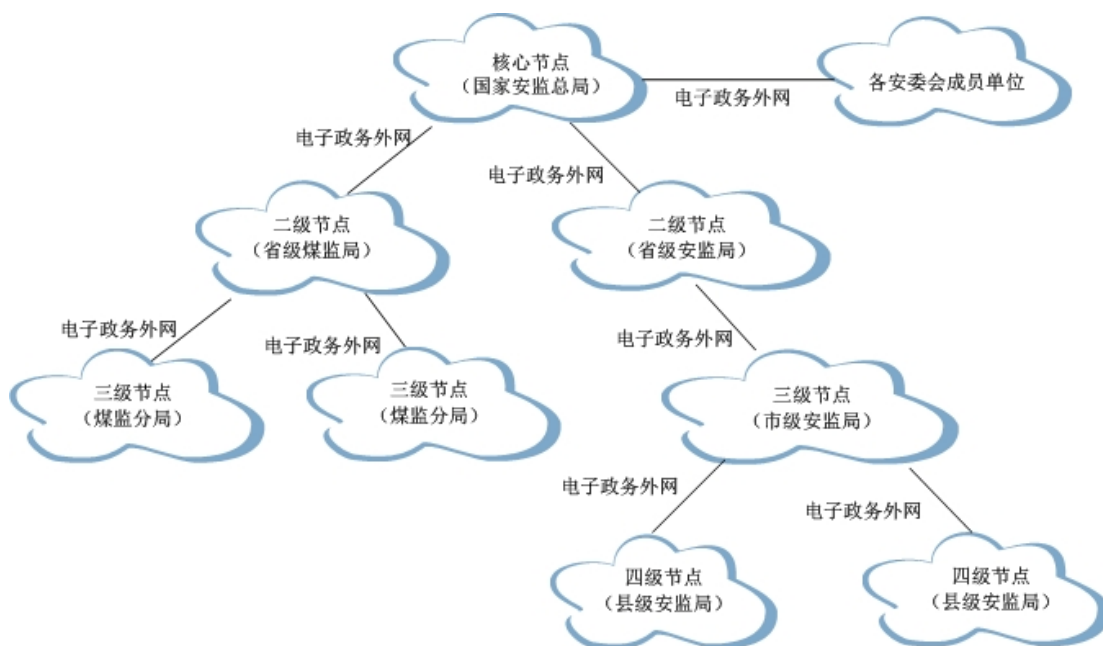 核心节点
（国家安监总局）
各安委会成员单位
电子政务外网
电子政务外网
电子政务外网
二级节点
（省级煤监局）
二级节点
（省级安监局）
电子政务外网
电子政务外网
电子政务外网
三级节点
（煤监分局）
三级节点
（煤监分局）
三级节点
（市级安监局）
电子政务外网
电子政务外网
四级节点
（县级安监局）
四级节点
（县级安监局）